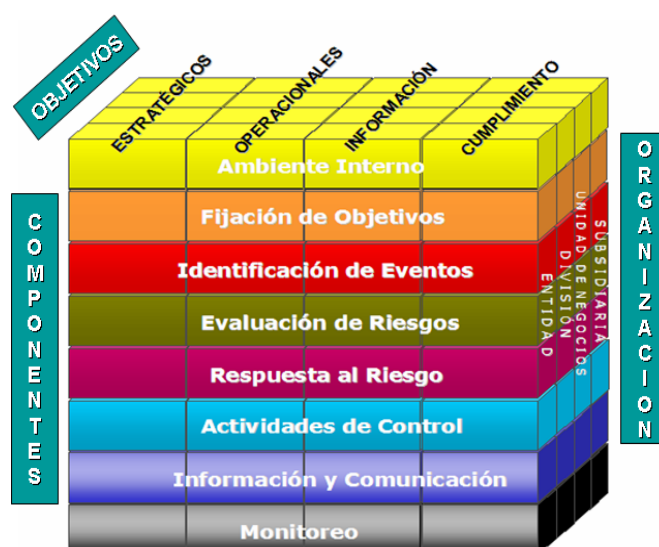 OBJETIVOS
ESTRATÉGICOS
OPERACIONALES
INFORMACIÓN
CUMPLIMIENTO
COMPONENTES
Ambiente Interno
Fijación de Objetivos
Identificación de Eventos
Evaluación de Riesgos
Respuesta al Riesgo
Actividades de Control
Información y Comunicación
Monitoreo
ENTIDAD
DIVISIÓN
UNIDAD DE NEGOCIOS
SUBSIDIARIA
ORGANIZACION